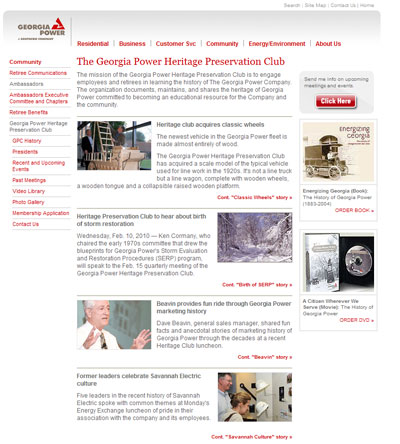 Search | Site Map | Contact Us | Home
GEORGIA
POWER
A SOUTHERN COMPANY
Residential | Business | Customer Svc | Community | Energy/Environment | About Us
Community
Retiree Communications
Ambassadors
Ambassadors Executive
Committee and Chapters
Retiree Benefits
Georgia Power Heritage
Preservation Club
GPC History
Presidents
Recent and Upcoming
Events
Past Meetings
Video Library
Photo Gallery
Membership Application
Contact Us
The Georgia Power Heritage Preservation Club
The mission of the Georgia Power Heritage Preservation Club is to engage
employees and retirees in learning the history of The Georgia Power Company.
The organization documents, maintains, and shares the heritage of Georgia
Power committed to becoming an educational resource for the Company and
the community.
Heritage club acquires classic wheels
The newest vehicle in the Georgia Power fleet is
made almost entirely of wood.
The Georgia Power Heritage Preservation Club
has acquired a scale model of the typical vehicle
used for line work in the 1920s. It's not a line truck
but a line wagon, complete with wooden wheels,
a wooden tongue and a collapsible raised wooden platform.
Cont. "Classic Wheels" story »
Heritage Preservation Club to hear about birth
of storm restoration
Wednesday, Feb. 10, 2010 — Ken Cormany, who
chaired the early 1970s committee that drew the
blueprints for Georgia Power's Storm Evaluation
and Restoration Procedures (SERP) program,
will speak to the Feb. 15 quarterly meeting of the
Georgia Power Heritage Preservation Club.
Cont. "Birth of SERP" story »
Beavin provides fun ride through Georgia Power
marketing history
Dave Beavin, general sales manager, shared fun
facts and anecdotal stories of marketing history of
Georgia Power through the decades at a recent
Heritage Club luncheon.
Cont. "Beavin" story »
Former leaders celebrate Savannah Electric
culture
Five leaders in the recent history of Savannah
Electric spoke with common themes at Monday's
Energy Exchange luncheon of pride in their
association with the company and its employees.
Cont. "Savannah Culture" story »
Send me info on upcoming
meetings and events.
Click Here
energizing
georgia
Energizing Georgia (Book):
The History of Georgia Power
(1883-2004)
ORDER BOOK »
A Citizen Wherever We
Serve (Movie): The History of
Georgia Power
ORDER DVD »